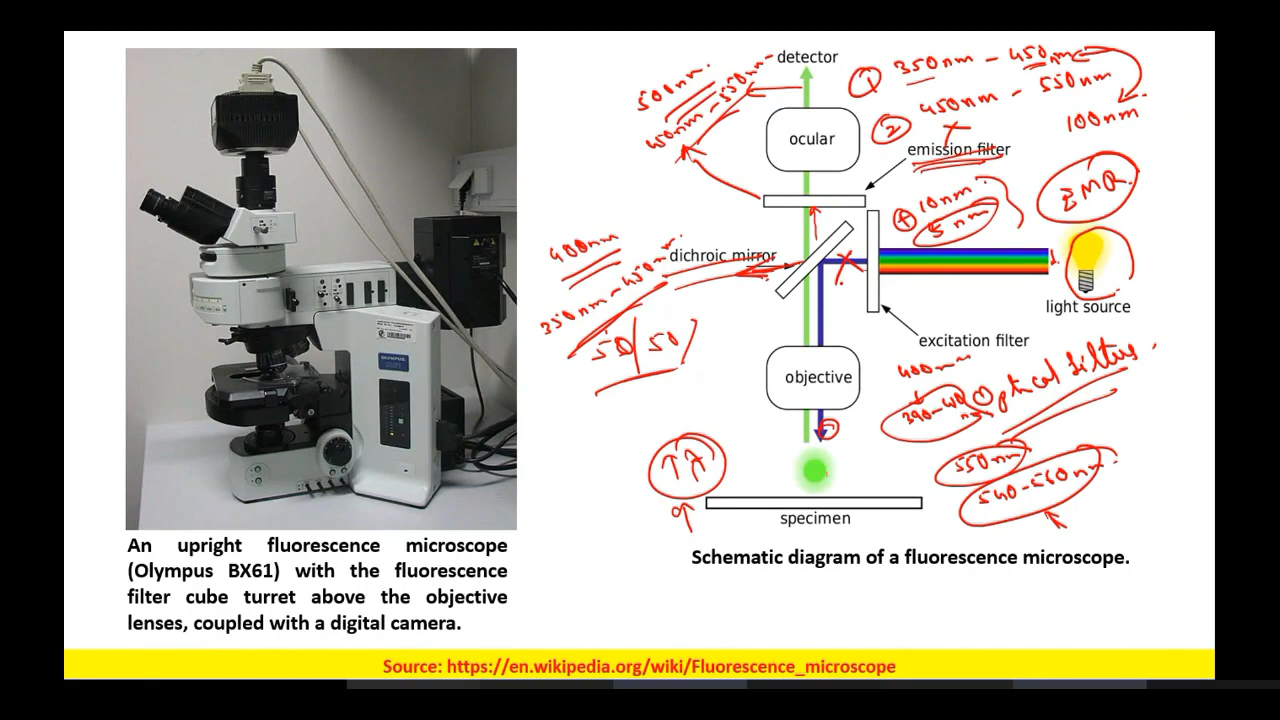 detector
ocular
emission filter
dichroic mirror
light source
excitation filter
objective
specimen
① 350nm - 450nm
② 450nm - 550nm
100nm
500nm
EMR
10nm
5nm
400nm
350nm - 450nm
50/50
400nm
optical filters
550nm
540-560nm
↑ λ
OLYMPUS
An upright fluorescence microscope
(Olympus BX61) with the fluorescence
filter cube turret above the objective
lenses, coupled with a digital camera.
Schematic diagram of a fluorescence microscope.
Source: https://en.wikipedia.org/wiki/Fluorescence_microscope